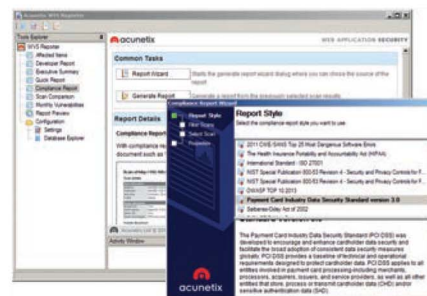 Acunetix WVS Reporter
Tools Explorer
WVS Reporter
Affected Items
Developer Report
Executive Summary
Quick Report
Compliance Report
Scan Comparison
Monthly Vulnerabilities
Report Preview
Configuration
Settings
Database Explorer
acunetix
WEB APPLICATION SECURITY
Common Tasks
Report Wizard
Starts the generate report wizard dialog where you can chose the source of the
report
Generate Report
Generate a report from the previously selected scan results
Report Details
Compliance Report
With compliance
document such as
Activity Window
Compliance Report Wizard
Report Style
Filter Scans
Select Scan
Properties
acunetix
Report Style
Select the compliance report style you want to use.
2011 CWE/SANS Top 25 Most Dangerous Software Errors
The Health Insurance Portability and Accountability Act (HIPAA)
International Standard - ISO 27001
NIST Special Publication 800-53 Revision 4 - Security and Privacy Controls for F...
NIST Special Publication 800-53 Revision 4 - Security and Privacy Controls for F...
OWASP TOP 10 2013
Payment Card Industry Data Security Standard version 3.0
Sarbanes-Oxley Act of 2002
The Payment Card Industry Data Security Standard (PCI DSS) was
developed to encourage and enhance cardholder data security and
facilitate the broad adoption of consistent data security measures
globally. PCI DSS provides a baseline of technical and operational
requirements designed to protect cardholder data. PCI DSS applies to all
entities involved in payment card processing-including merchants,
processors, acquirers, issuers, and service providers, as well as all other
entities that store, process or transmit cardholder data (CHD) and/or
sensitive authentication data (SAD).